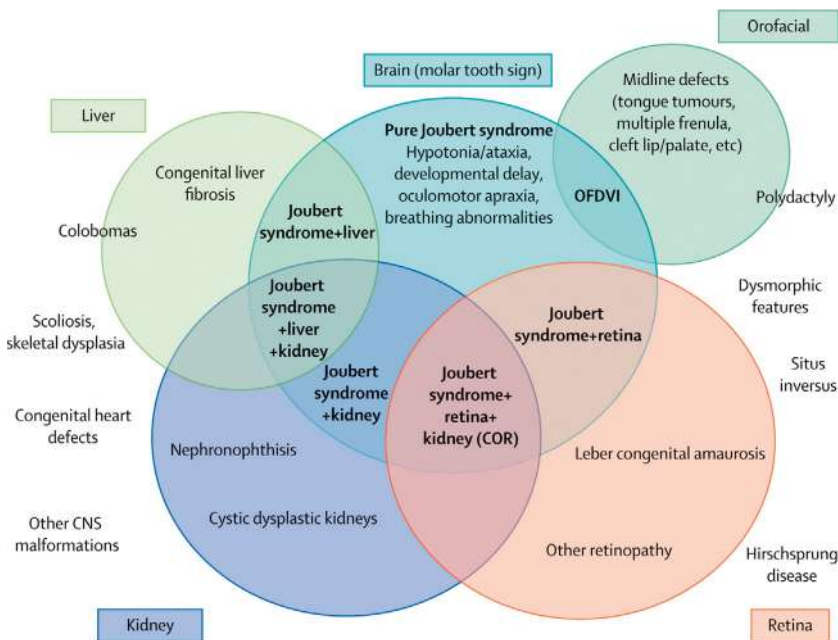 Orofacial
Brain (molar tooth sign)
Liver
Midline defects
(tongue tumours,
multiple frenula,
cleft lip/palate, etc)
Pure Joubert syndrome
Hypotonia/ataxia,
developmental delay,
oculomotor apraxia,
breathing abnormalities
Congenital liver
fibrosis
OFDVI
Polydactyly
Joubert
syndrome+liver
Colobomas
Joubert
syndrome
+liver
+kidney
Dysmorphic
features
Scoliosis,
skeletal dysplasia
Joubert
syndrome+retina
Situs
inversus
Joubert
syndrome
+kidney
Joubert
syndrome+
retina+
kidney (COR)
Congenital heart
defects
Nephronophthisis
Leber congenital amaurosis
Cystic dysplastic kidneys
Other CNS
malformations
Other retinopathy
Hirschsprung
disease
Kidney
Retina